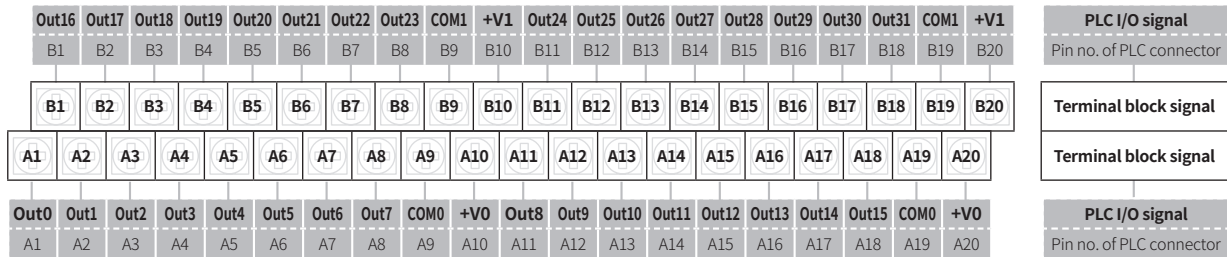 Out16 Out17 Out18 Out19 Out20 Out21 Out22 Out23 COM1 +V1 Out24 Out25 Out26 Out27 Out28 Out29 Out30 Out31 COM1 +V1 PLC I/O signal
B1 B2 B3 B4 B5 B6 B7 B8 B9 B10 B11 B12 B13 B14 B15 B16 B17 B18 B19 B20 Pin no. of PLC connector
B1 B2 B3 B4 B5 B6 B7 B8 B9 B10 B11 B12 B13 B14 B15 B16 B17 B18 B19 B20 Terminal block signal
A1 A2 A3 A4 A5 A6 A7 A8 A9 A10 A11 A12 A13 A14 A15 A16 A17 A18 A19 A20 Terminal block signal
Out0 Out1 Out2 Out3 Out4 Out5 Out6 Out7 COM0 +V0 Out8 Out9 Out10 Out11 Out12 Out13 Out14 Out15 COM0 +V0 PLC I/O signal
A1 A2 A3 A4 A5 A6 A7 A8 A9 A10 A11 A12 A13 A14 A15 A16 A17 A18 A19 A20 Pin no. of PLC connector